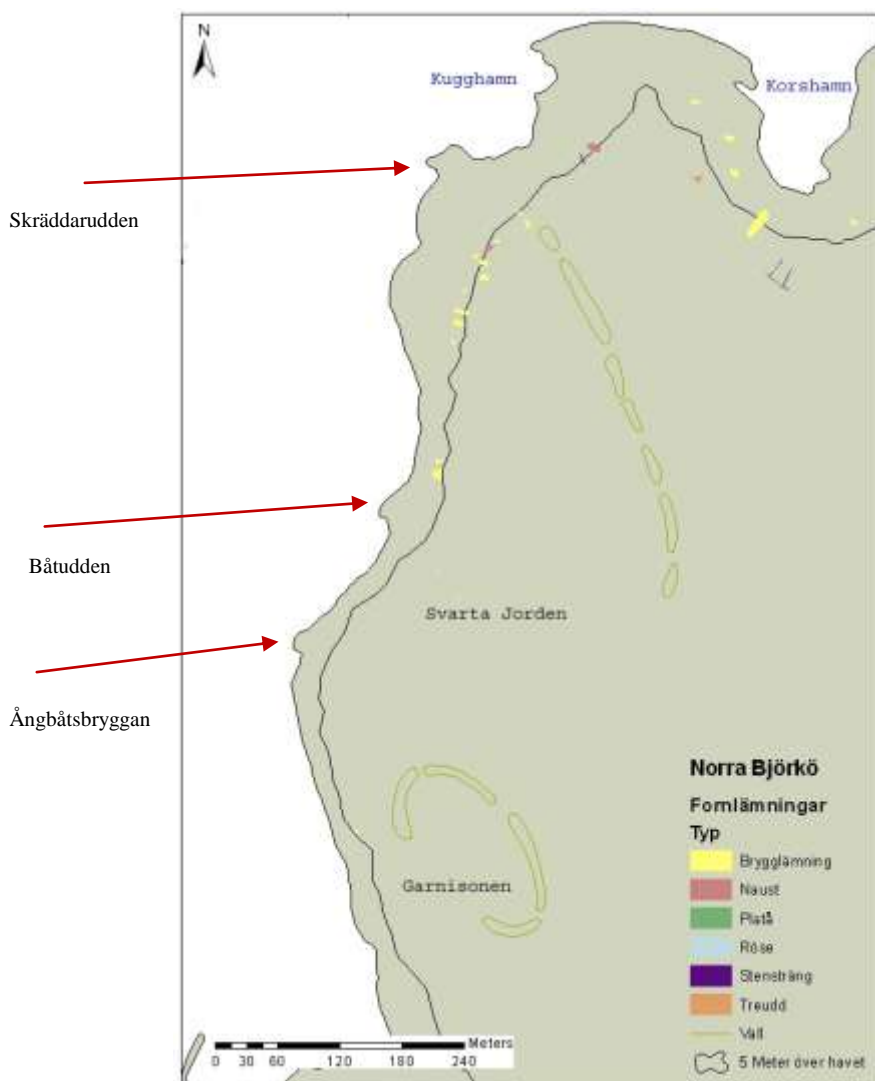 N
Kugghamn
Korshamn
Skräddarudden
Båtudden
Svarta Jorden
Ångbåtsbryggan
Garnisonen
Norra Björkö
Fornlämningar
Typ
Brygglämning
Naust
Platå
Röse
Stensträng
Treudd
Vall
5 Meter över havet
Meters
0 30 60 120 180 240